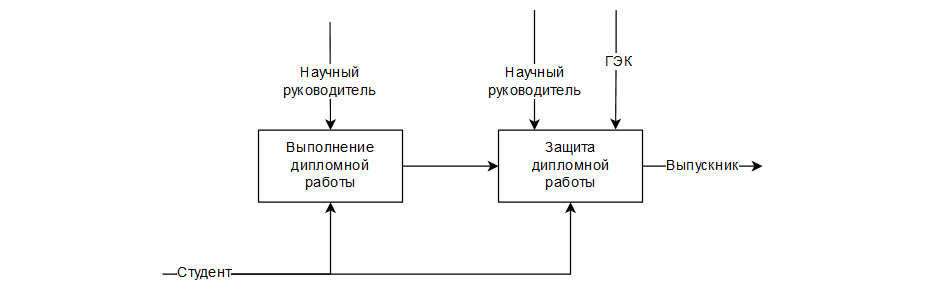 ГЭК
Научный
руководитель
Научный
руководитель
Выполнение
дипломной
работы
Защита
дипломной
работы
Выпускник
Студент